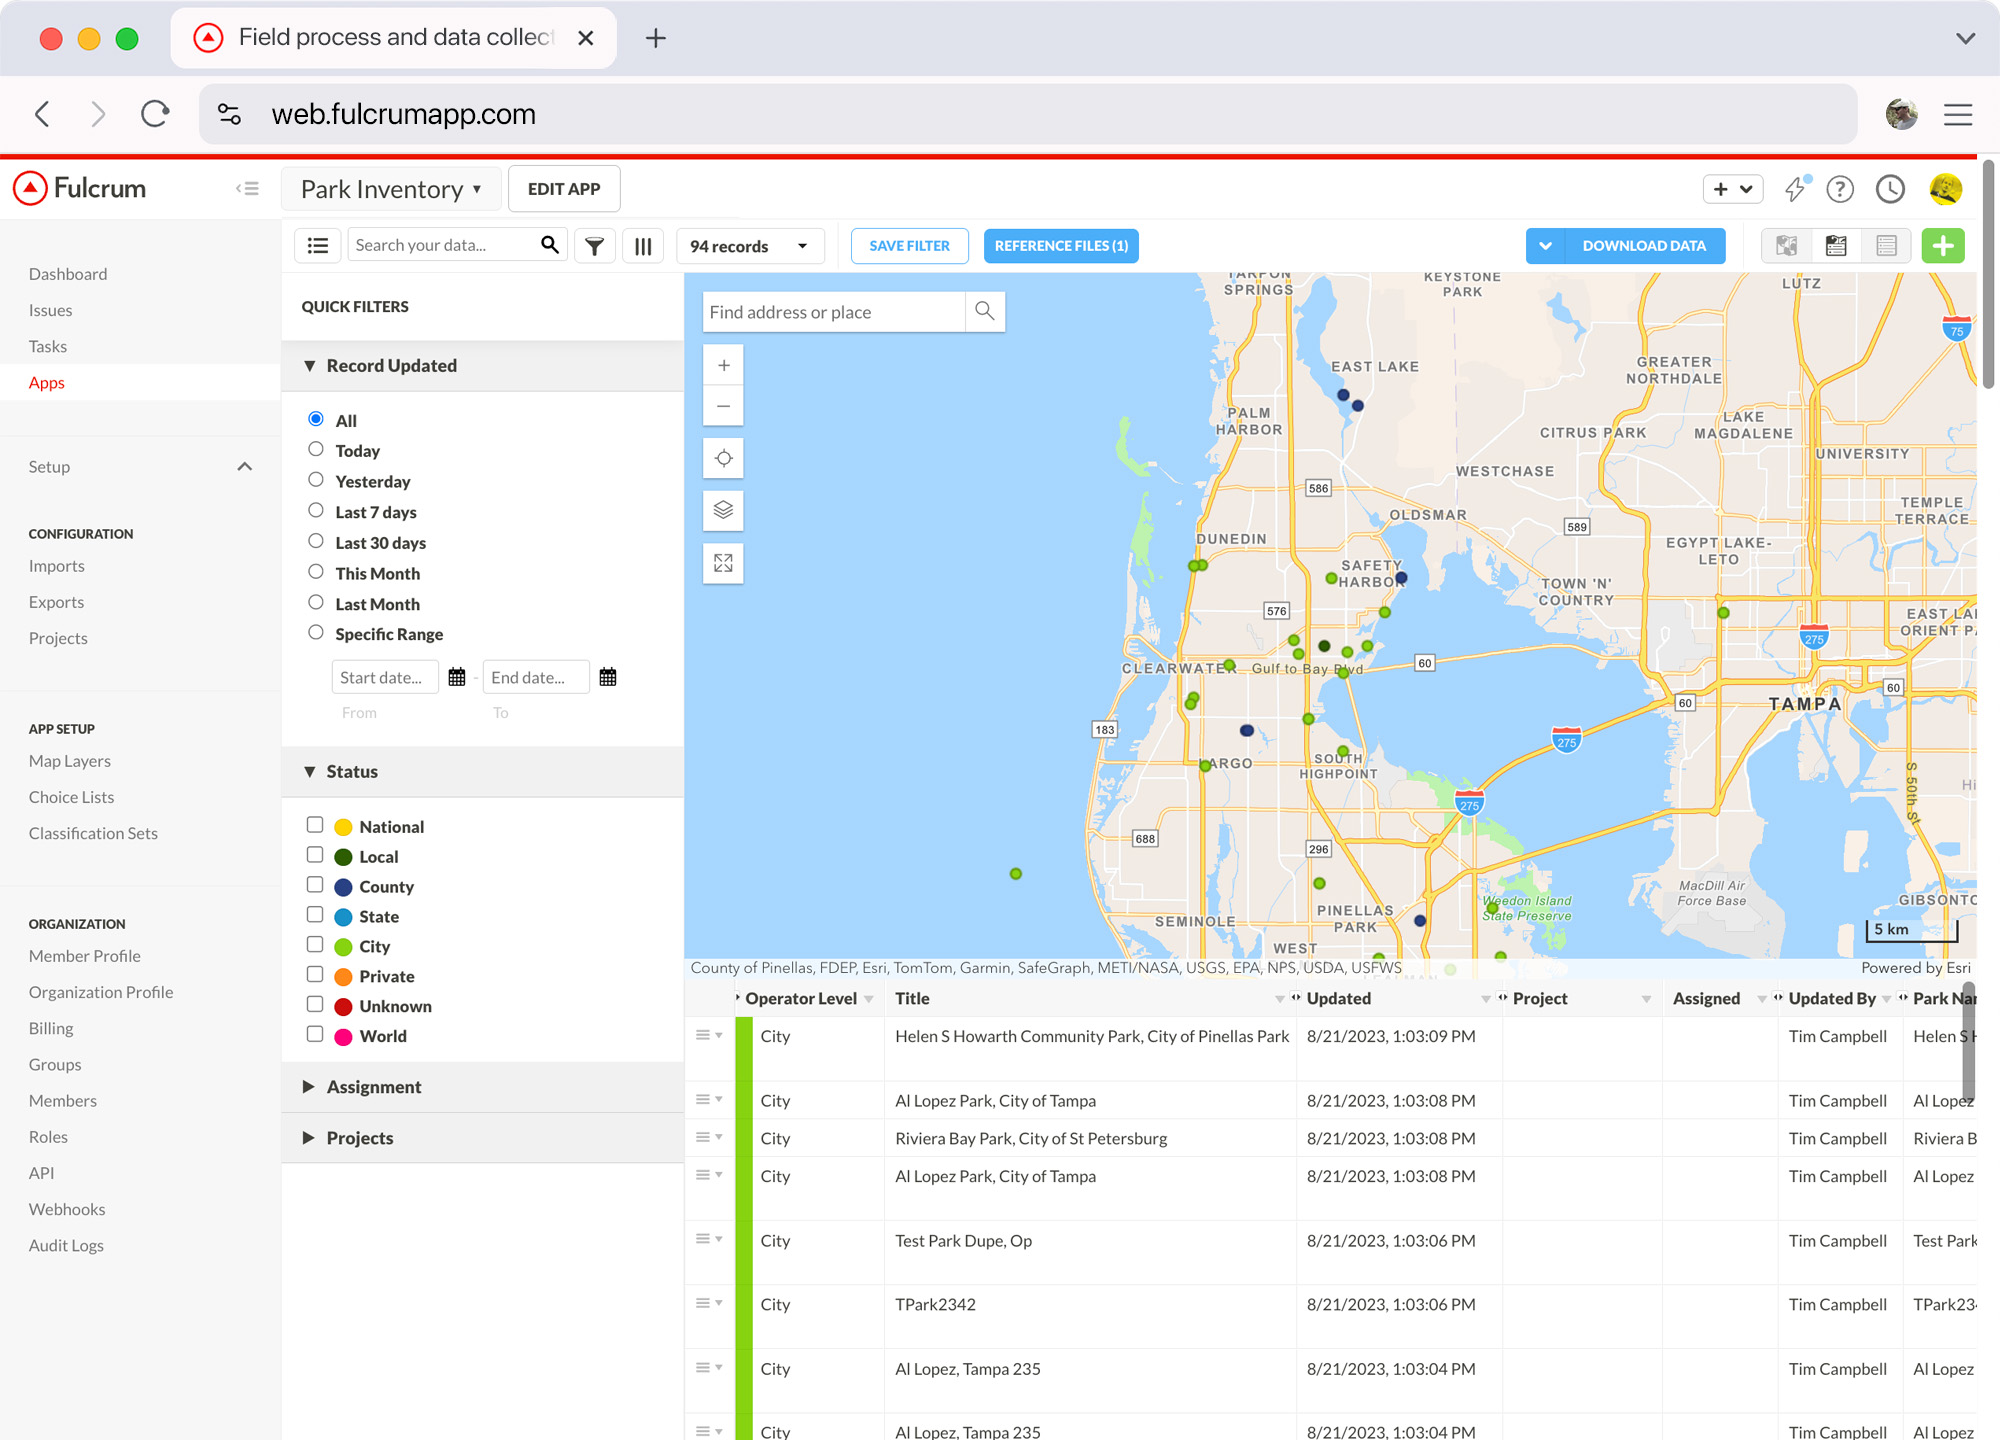 Field process and data collect
web.fulcrumapp.com
Fulcrum
Park Inventory ▾
EDIT APP
Search your data...
94 records
SAVE FILTER
REFERENCE FILES (1)
DOWNLOAD DATA
Dashboard
Issues
Tasks
Apps
Setup
CONFIGURATION
Imports
Exports
Projects
APP SETUP
Map Layers
Choice Lists
Classification Sets
ORGANIZATION
Member Profile
Organization Profile
Billing
Groups
Members
Roles
API
Webhooks
Audit Logs
QUICK FILTERS
Record Updated
All
Today
Yesterday
Last 7 days
Last 30 days
This Month
Last Month
Specific Range
Start date...
-
End date...
From
To
Status
National
Local
County
State
City
Private
Unknown
World
Assignment
Projects
Find address or place
TARPON
SPRINGS
KEYSTONE
PARK
LUTZ
75
EAST LAKE
GREATER
NORTHDALE
PALM
HARBOR
CITRUS PARK
LAKE
MAGDALENE
UNIVERSITY
WESTCHASE
586
OLDSMAR
589
TEMPLE
TERRACE
DUNEDIN
EGYPT LAKE-
LETO
SAFETY
HARBOR
TOWN 'N'
COUNTRY
576
EAST LA
ORIENT P
275
CLEARWATER
Gulf to Bay Blvd
60
60
60
TAMPA
183
275
LARGO
SOUTH
HIGHPOINT
275
S 50th St
Hi
688
296
MacDill Air
Force Base
Weedon Island
State Preserve
GIBSONTO
SEMINOLE
PINELLAS
PARK
WEST
5 km
County of Pinellas, FDEP, Esri, TomTom, Garmin, SafeGraph, METI/NASA, USGS, EPA, NPS, USDA, USFWS
Powered by Esri
Operator Level Title Updated Project Assigned Updated By Park Nar
City Helen S Howarth Community Park, City of Pinellas Park 8/21/2023, 1:03:09 PM Tim Campbell Helen S H
City Al Lopez Park, City of Tampa 8/21/2023, 1:03:08 PM Tim Campbell Al Lopez
City Riviera Bay Park, City of St Petersburg 8/21/2023, 1:03:08 PM Tim Campbell Riviera B
City Al Lopez Park, City of Tampa 8/21/2023, 1:03:08 PM Tim Campbell Al Lopez
City Test Park Dupe, Op 8/21/2023, 1:03:06 PM Tim Campbell Test Park
City TPark2342 8/21/2023, 1:03:06 PM Tim Campbell TPark234
City Al Lopez, Tampa 235 8/21/2023, 1:03:04 PM Tim Campbell Al Lopez
City Al Lopez, Tampa 235 8/21/2023, 1:03:04 PM Tim Campbell Al Lopez